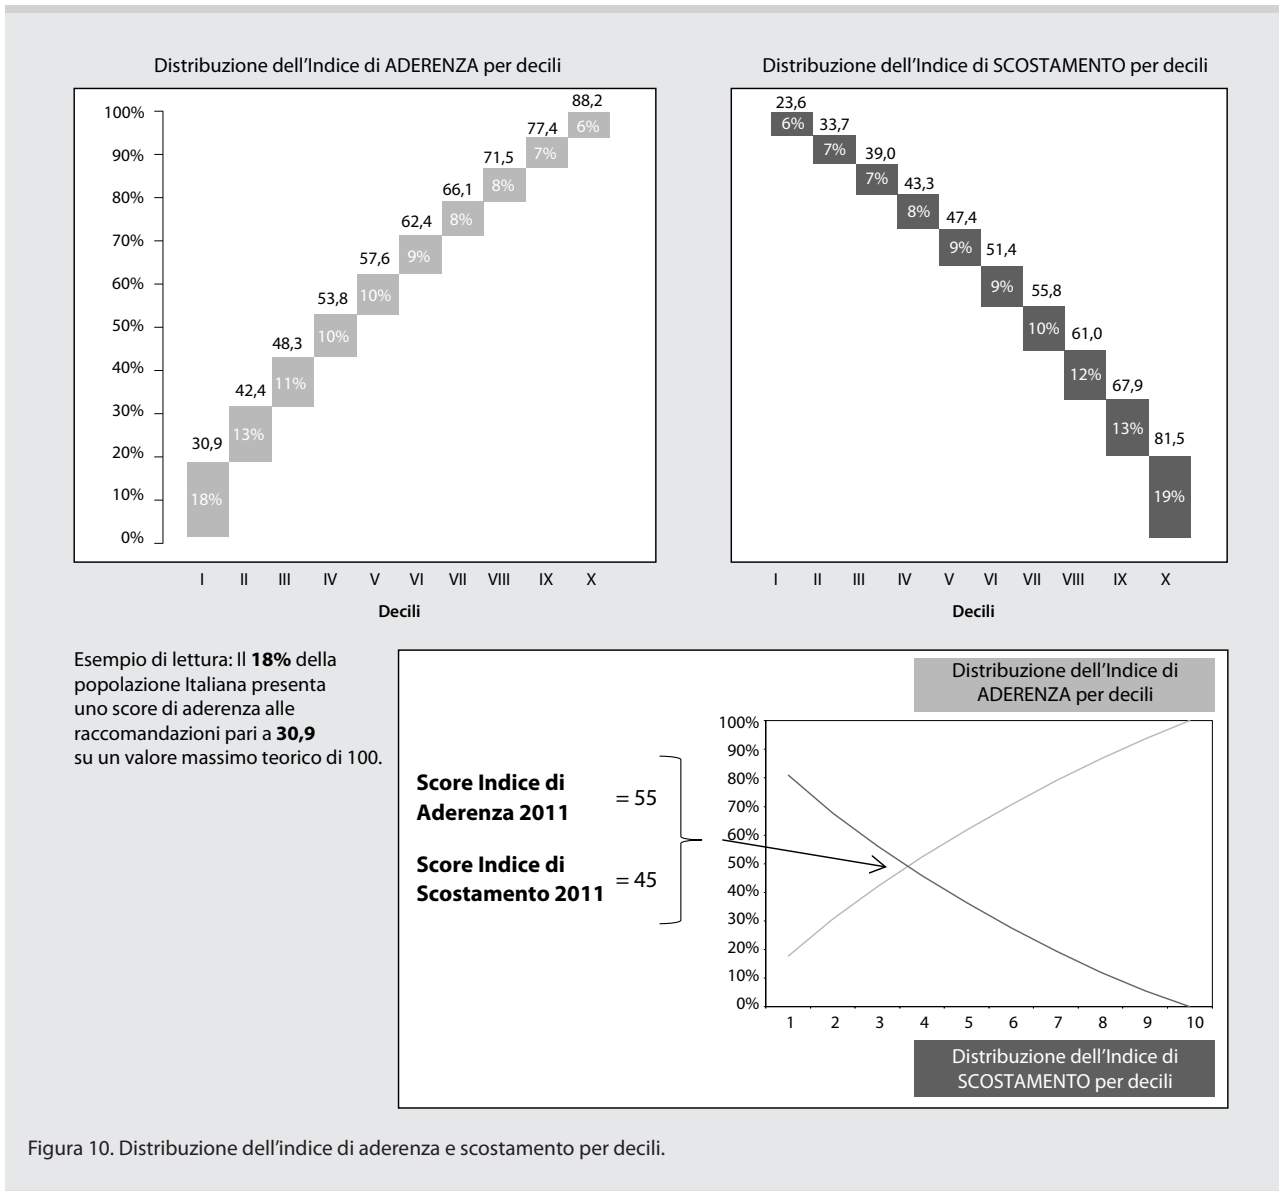 Distribuzione dell'Indice di ADERENZA per decili
100%
90%
80%
70%
60%
50%
40%
30%
20%
10%
0%
30,9
42,4
48,3
53,8
57,6
62,4
66,1
71,5
77,4
88,2
18%
13%
11%
10%
10%
9%
8%
8%
7%
6%
I II III IV V VI VII VIII IX X
Decili
Distribuzione dell'Indice di SCOSTAMENTO per decili
23,6
33,7
39,0
43,3
47,4
51,4
55,8
61,0
67,9
81,5
6%
7%
7%
8%
9%
9%
10%
12%
13%
19%
I II III IV V VI VII VIII IX X
Decili
Esempio di lettura: Il 18% della
popolazione Italiana presenta
uno score di aderenza alle
raccomandazioni pari a 30,9
su un valore massimo teorico di 100.
Score Indice di
Aderenza 2011 = 55
Score Indice di
Scostamento 2011 = 45
Distribuzione dell'Indice di
ADERENZA per decili
100%
90%
80%
70%
60%
50%
40%
30%
20%
10%
0%
1 2 3 4 5 6 7 8 9 10
Distribuzione dell'Indice di
SCOSTAMENTO per decili
Figura 10. Distribuzione dell'indice di aderenza e scostamento per decili.